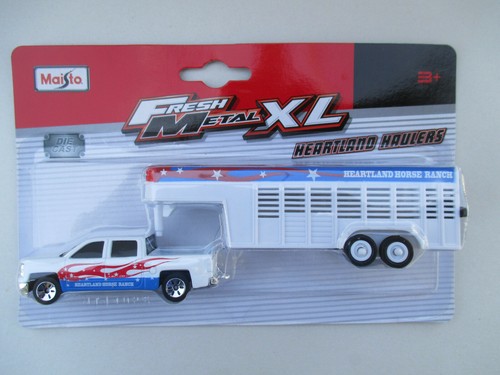 Maisto
3+
FRESH
METAL XL
HEARTLAND HAULERS
DIE
CAST
HEARTLAND HORSE RANCH
HEARTLAND HORSE RANCH